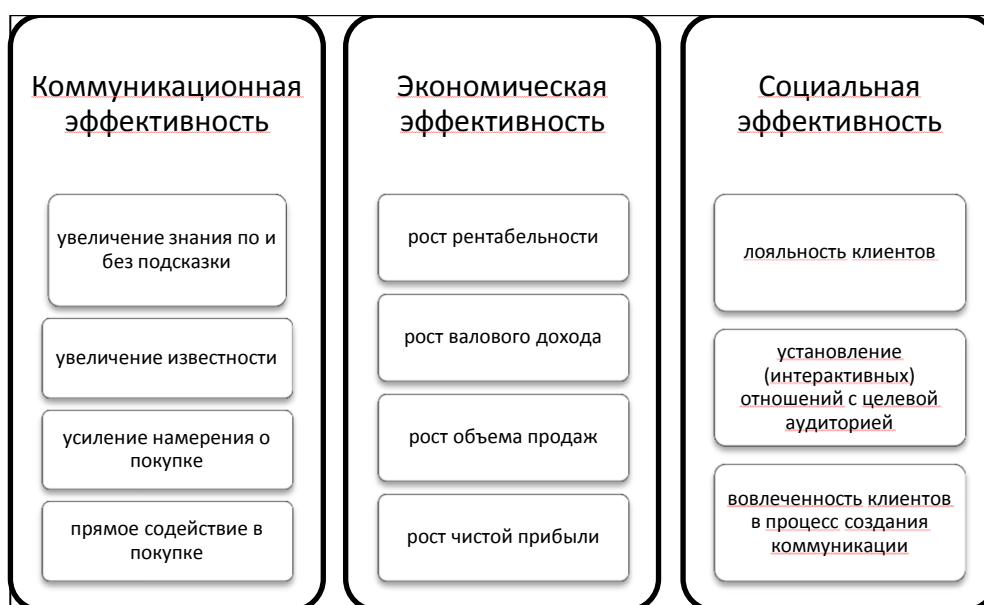 Коммуникационная
эффективность
увеличение знания по и
без подсказки
увеличение известности
усиление намерения о
покупке
прямое содействие в
покупке
Экономическая
эффективность
рост рентабельности
рост валового дохода
рост объема продаж
рост чистой прибыли
Социальная
эффективность
лояльность клиентов
установление
(интерактивных)
отношений с целевой
аудиторией
вовлеченность клиентов
в процесс создания
коммуникации